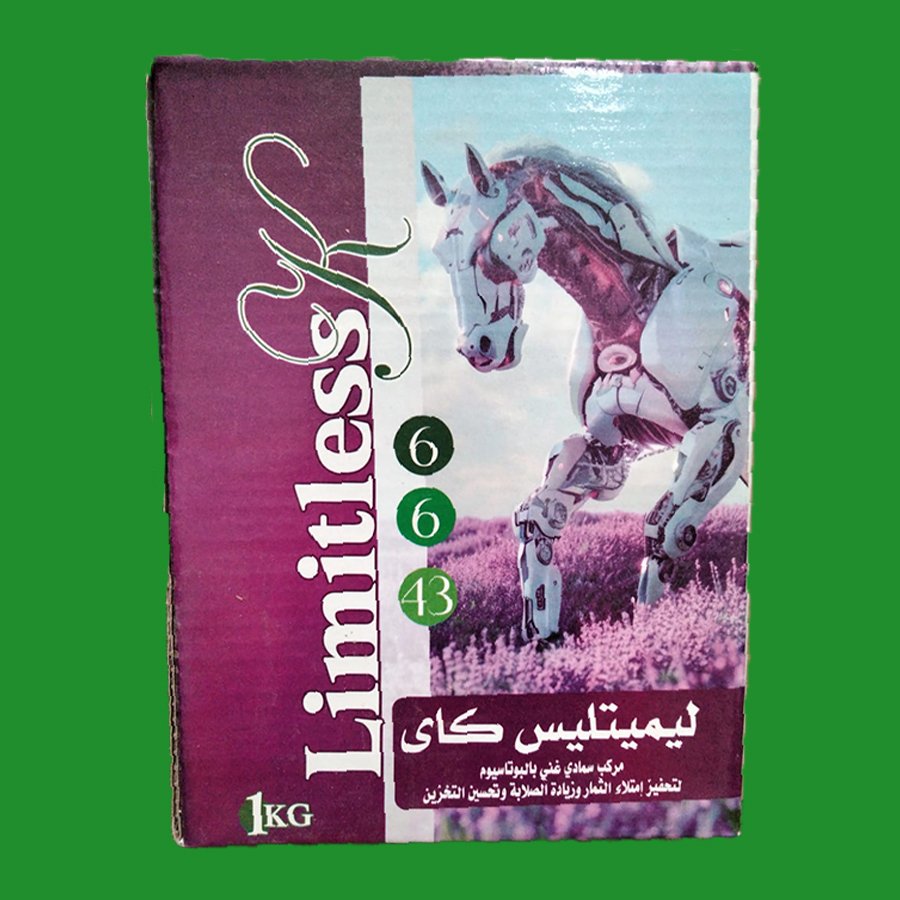 Limitless K
6
6
43
ليميتليس كاى
مركب سمادي غني بالبوتاسيوم
لتحفيز إمتلاء الثمار وزيادة الصلابة وتحسين التخزين
1KG